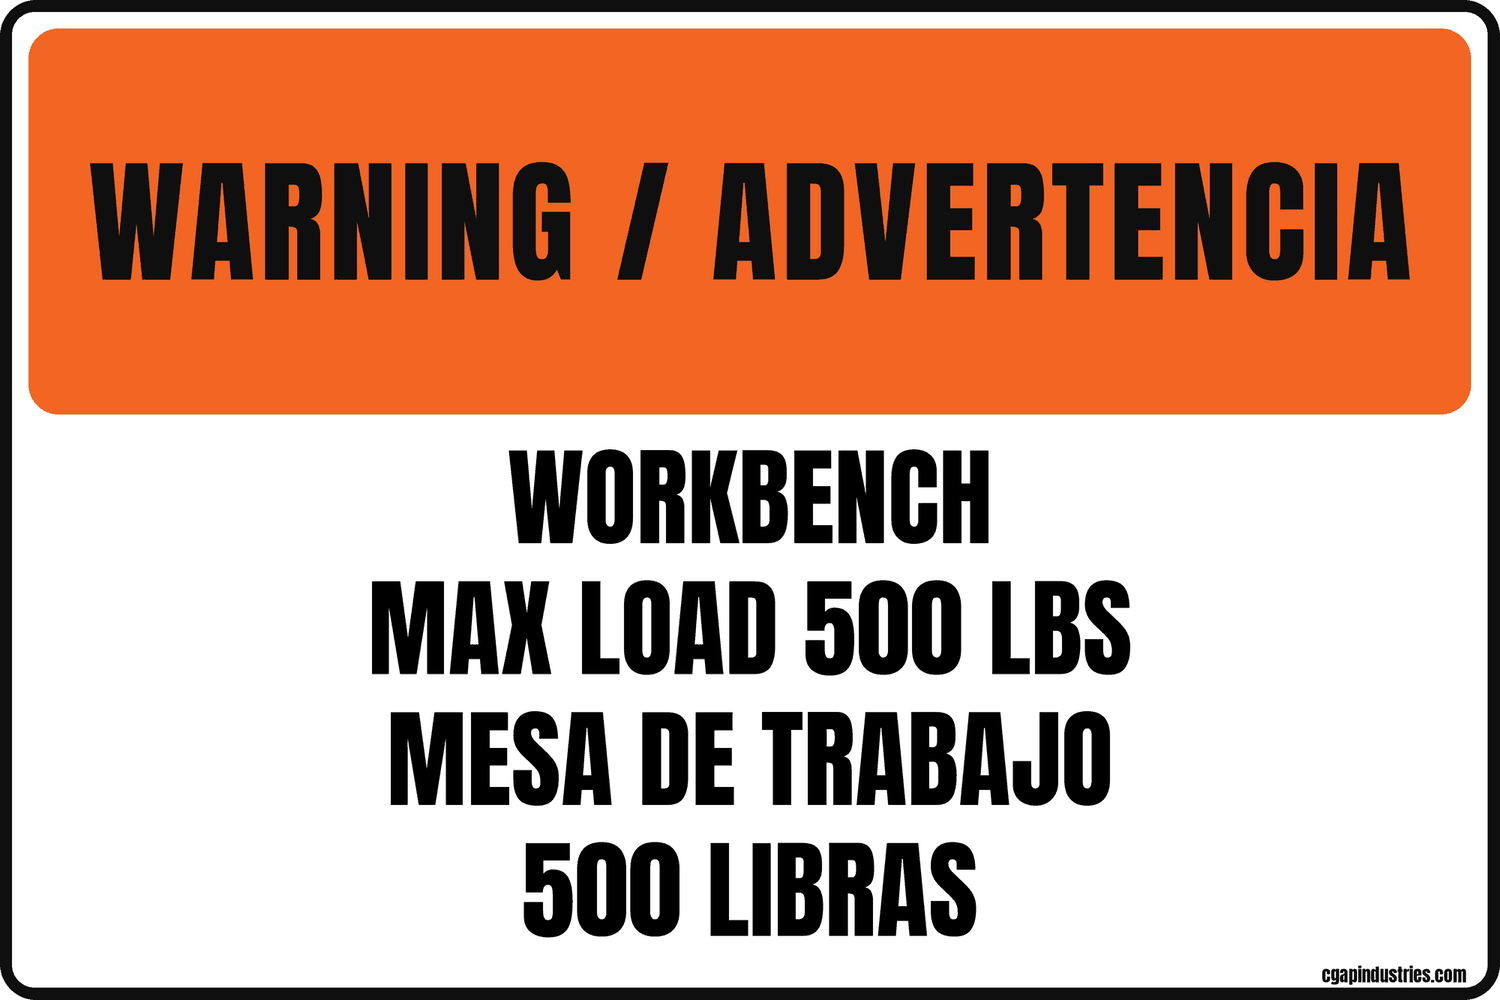 WARNING / ADVERTENCIA
WORKBENCH
MAX LOAD 500 LBS
MESA DE TRABAJO
500 LIBRAS
cgapindustries.com